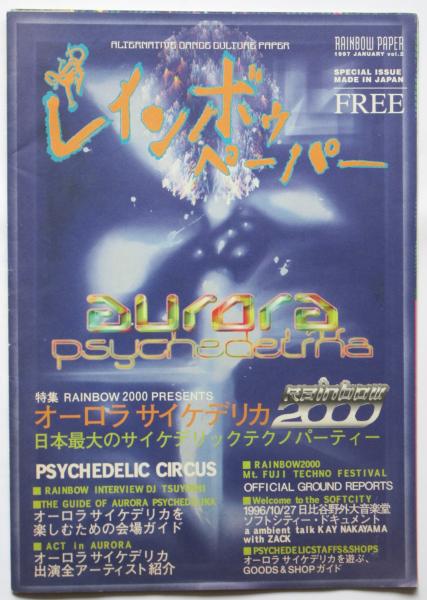 ALTERNATIVE DANCE CULTURE PAPER
RAINBOW PAPER
1997 JANUARY vol.2
SPECIAL ISSUE
MADE IN JAPAN
FREE
レインボゥ
ペーパー
aurora
psychedelika
特集 RAINBOW 2000 PRESENTS
オーロラ サイケデリカ
RAINBOW
2000
日本最大のサイケデリックテクノパーティー
PSYCHEDELIC CIRCUS
■ RAINBOW INTERVIEW DJ TSUYOSHI
■ THE GUIDE OF AURORA PSYCHEDELIKA
オーロラ サイケデリカを
楽しむための会場ガイド
■ ACT in AURORA
オーロラ サイケデリカ
出演全アーティスト紹介
■ RAINBOW2000
Mt. FUJI TECHNO FESTIVAL
OFFICIAL GROUND REPORTS
■ Welcome to the SOFTCITY
1996/10/27 日比谷野外大音楽堂
ソフトシティー・ドキュメント
a ambient talk KAY NAKAYAMA
with ZACK
■ PSYCHEDELICSTAFFS&SHOPS
オーロラ サイケデリカを遊ぶ、
GOODS & SHOPガイド